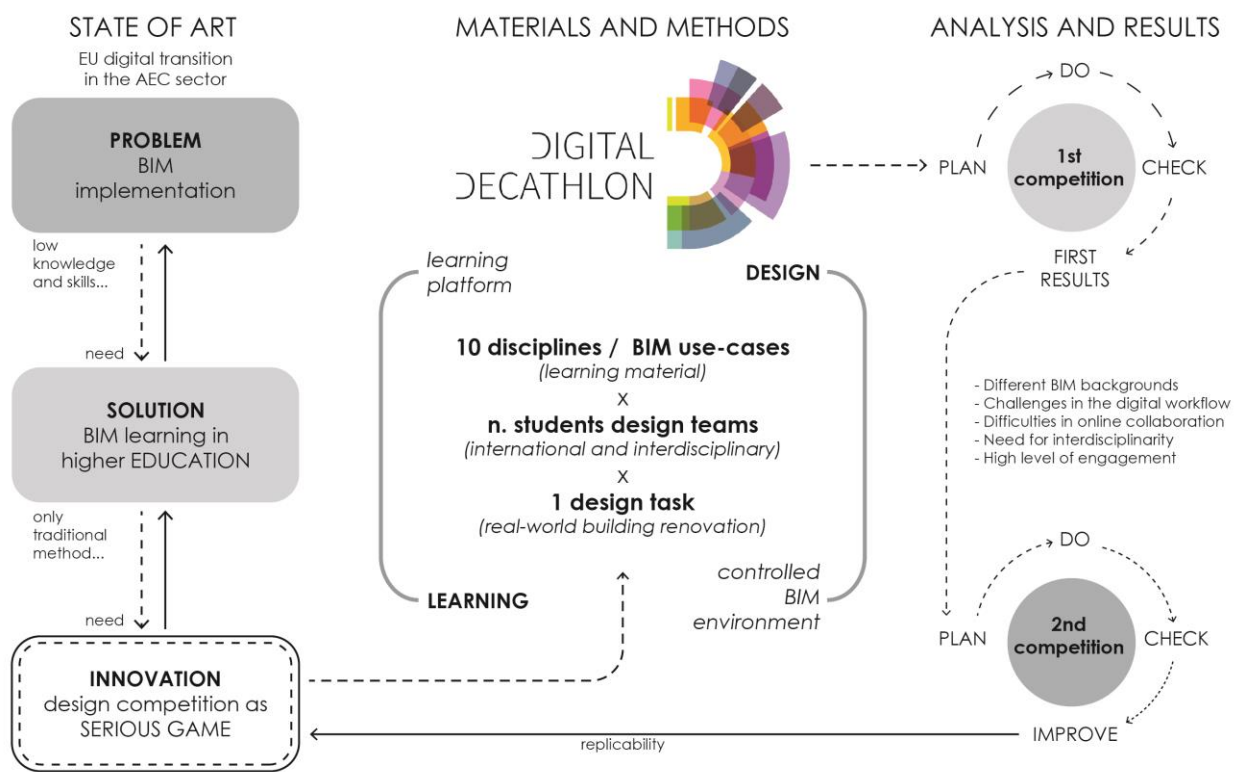 STATE OF ART
EU digital transition
in the AEC sector
PROBLEM
BIM
implementation
low
knowledge
and skills...
need
SOLUTION
BIM learning in
higher EDUCATION
only
traditional
method...
need
INNOVATION
design competition as
SERIOUS GAME
MATERIALS AND METHODS
DIGITAL
DECATHLON
learning
platform
DESIGN
10 disciplines / BIM use-cases
(learning material)
x
n. students design teams
(international and interdisciplinary)
x
1 design task
(real-world building renovation)
LEARNING
controlled
BIM
environment
replicability
ANALYSIS AND RESULTS
DO
PLAN
1st
competition
CHECK
FIRST
RESULTS
- Different BIM backgrounds
- Challenges in the digital workflow
- Difficulties in online collaboration
- Need for interdisciplinarity
- High level of engagement
DO
PLAN
2nd
competition
CHECK
IMPROVE